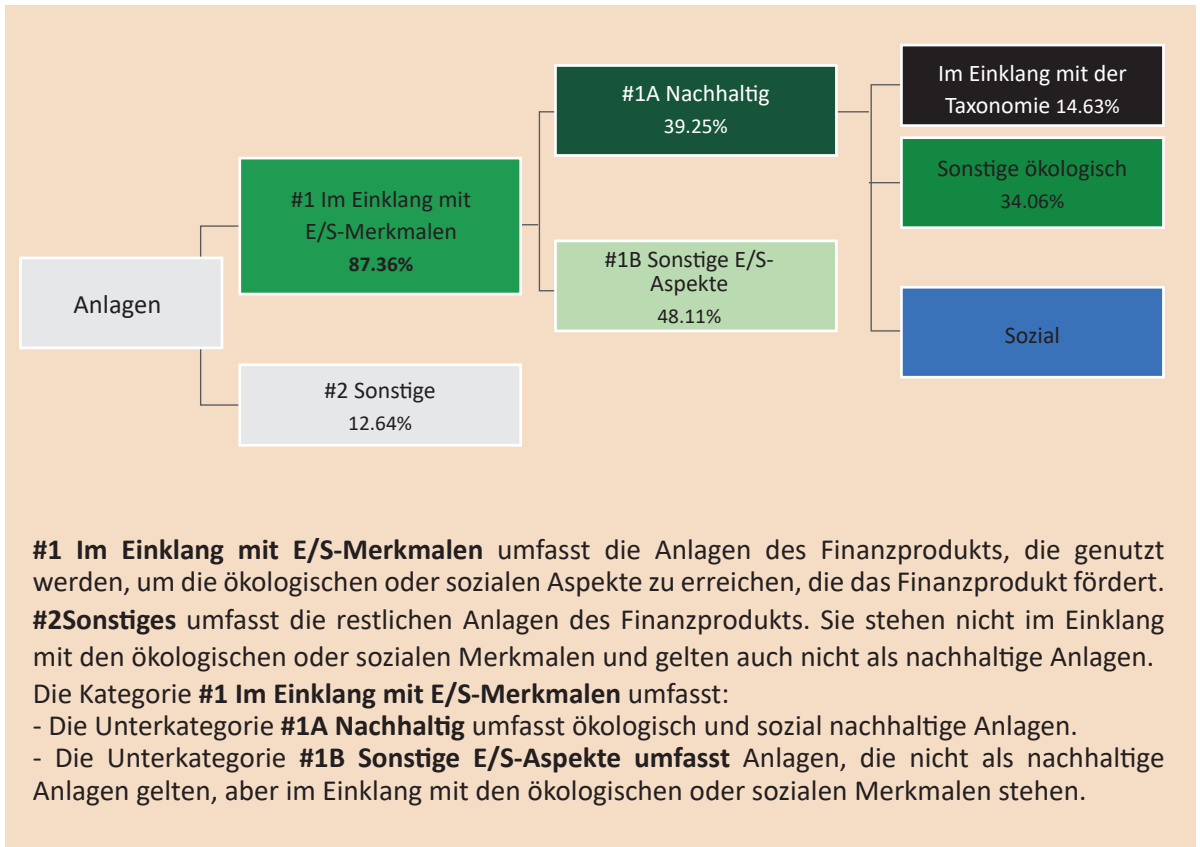 Anlagen
#1 Im Einklang mit
E/S-Merkmalen
87.36%
#2 Sonstige
12.64%
#1A Nachhaltig
39.25%
#1B Sonstige E/S-
Aspekte
48.11%
Im Einklang mit der
Taxonomie 14.63%
Sonstige ökologisch
34.06%
Sozial
#1 Im Einklang mit E/S-Merkmalen umfasst die Anlagen des Finanzprodukts, die genutzt
werden, um die ökologischen oder sozialen Aspekte zu erreichen, die das Finanzprodukt fördert.
#2Sonstiges umfasst die restlichen Anlagen des Finanzprodukts. Sie stehen nicht im Einklang
mit den ökologischen oder sozialen Merkmalen und gelten auch nicht als nachhaltige Anlagen.
Die Kategorie #1 Im Einklang mit E/S-Merkmalen umfasst:
- Die Unterkategorie #1A Nachhaltig umfasst ökologisch und sozial nachhaltige Anlagen.
- Die Unterkategorie #1B Sonstige E/S-Aspekte umfasst Anlagen, die nicht als nachhaltige
Anlagen gelten, aber im Einklang mit den ökologischen oder sozialen Merkmalen stehen.